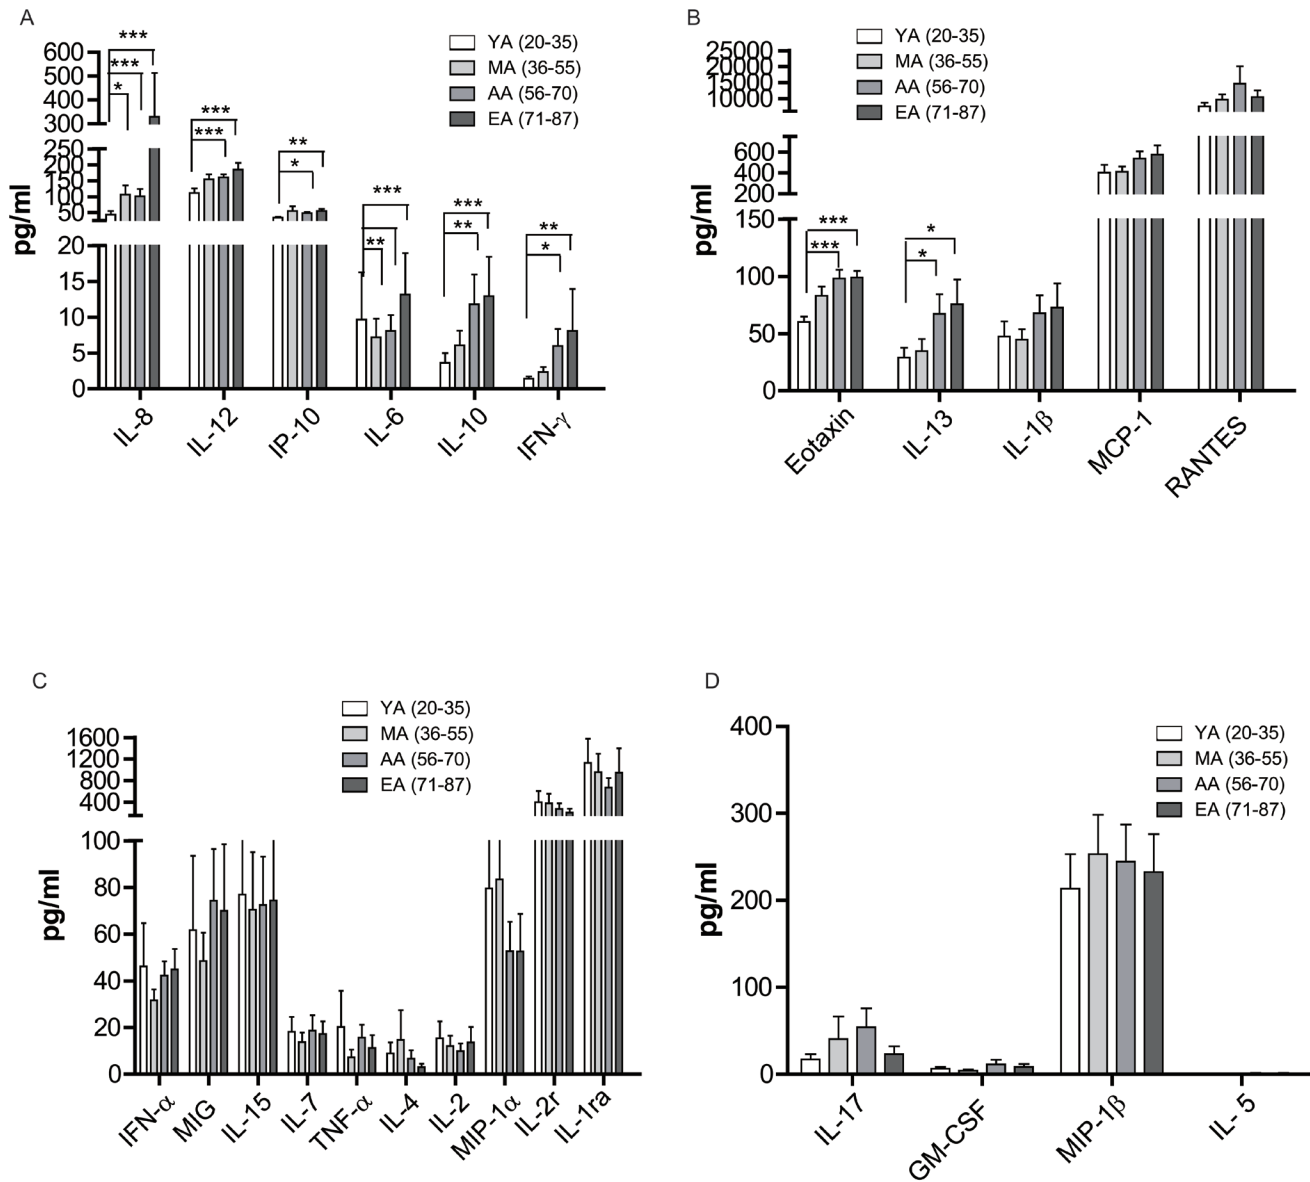 A
***
***
*
***
***
**
*
***
**
***
**
**
*
YA (20-35)
MA (36-55)
AA (56-70)
EA (71-87)
600
500
400
300
250
200
150
100
50
20
15
10
5
0
pg/ml
IL-8
IL-12
IP-10
IL-6
IL-10
IFN-γ
B
YA (20-35)
MA (36-55)
AA (56-70)
EA (71-87)
25000
20000
15000
10000
600
400
200
150
100
50
0
pg/ml
***
***
*
*
Eotaxin
IL-13
IL-1β
MCP-1
RANTES
C
YA (20-35)
MA (36-55)
AA (56-70)
EA (71-87)
1600
1200
800
400
100
80
60
40
20
0
pg/ml
IFN-α
MIG
IL-15
IL-7
TNF-α
IL-4
IL-2
MIP-1α
IL-2r
IL-1ra
D
YA (20-35)
MA (36-55)
AA (56-70)
EA (71-87)
400
300
200
100
0
pg/ml
IL-17
GM-CSF
MIP-1β
IL- 5